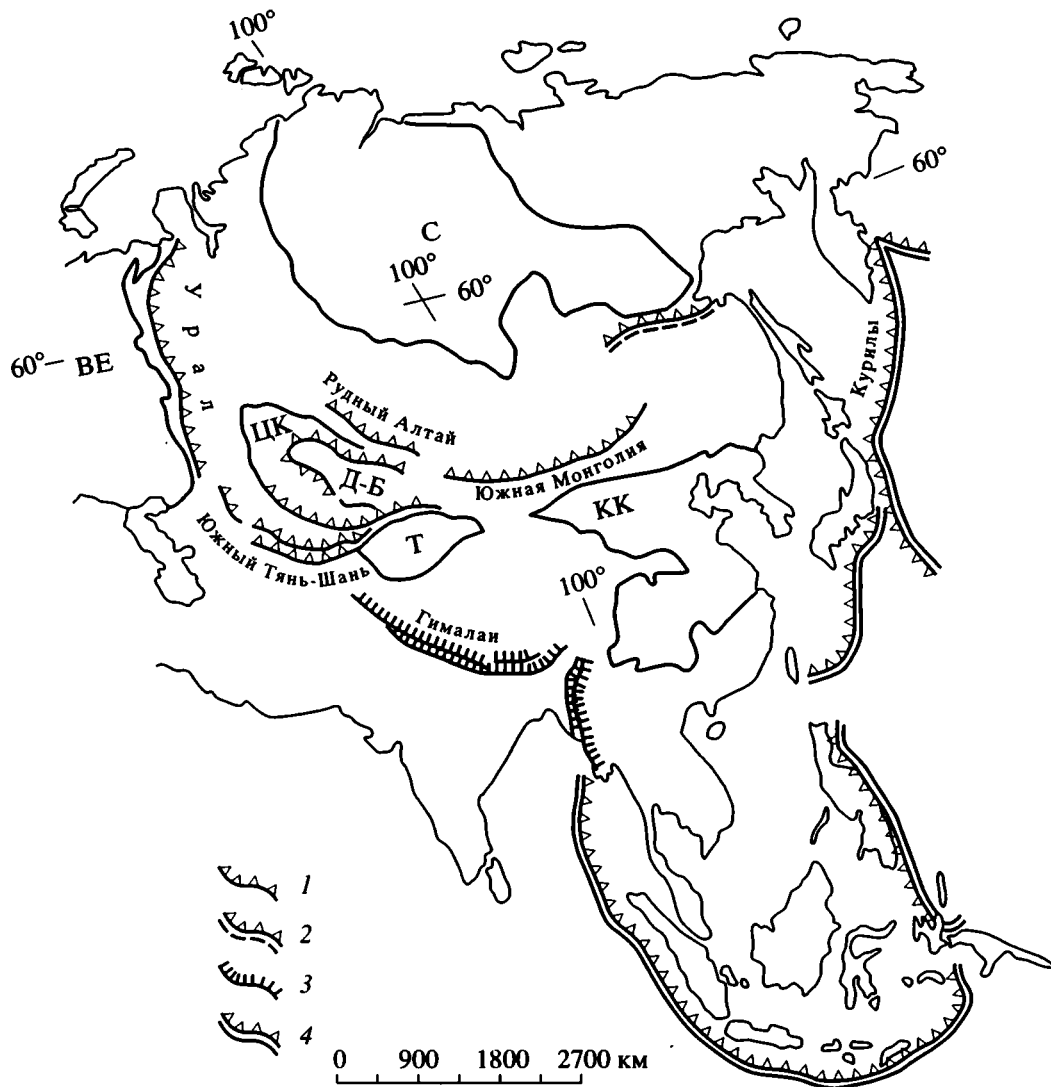 100°
60°
С
100°
60°
Урал
60°
ВЕ
Курилы
Рудный Алтай
ЦК
Д-Б
Южная Монголия
КК
Т
Южный Тянь-Шань
100°
Гималаи
1
2
3
4
0 900 1800 2700 км